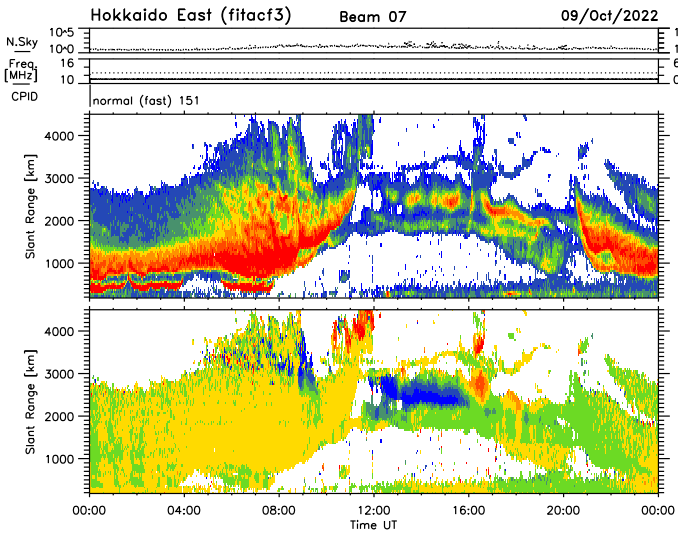 Hokkaido East (fitacf3) Beam 07 09/Oct/2022
N.Sky 10^5 10^0 1 1
Freq. [MHz] 16 10 6 0
CPID normal (fast) 151
Slant Range [km] 4000 3000 2000 1000
Slant Range [km] 4000 3000 2000 1000
00:00 04:00 08:00 12:00 16:00 20:00 00:00
Time UT